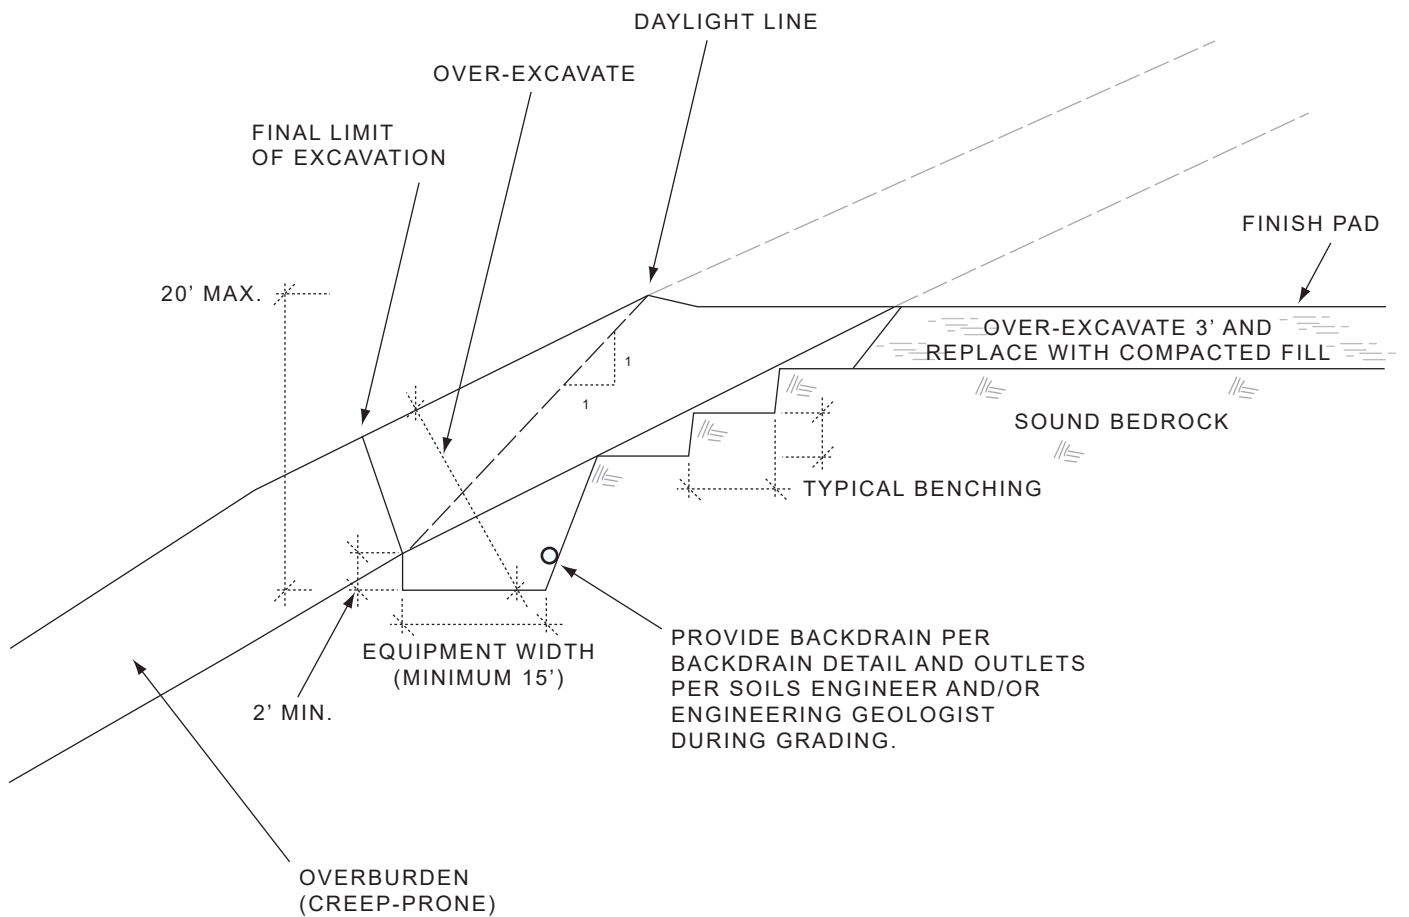 DAYLIGHT LINE
OVER-EXCAVATE
FINAL LIMIT
OF EXCAVATION
FINISH PAD
20’ MAX.
OVER-EXCAVATE 3’ AND
REPLACE WITH COMPACTED FILL
1
1
SOUND BEDROCK
TYPICAL BENCHING
EQUIPMENT WIDTH
(MINIMUM 15’)
2’ MIN.
PROVIDE BACKDRAIN PER
BACKDRAIN DETAIL AND OUTLETS
PER SOILS ENGINEER AND/OR
ENGINEERING GEOLOGIST
DURING GRADING.
OVERBURDEN
(CREEP-PRONE)